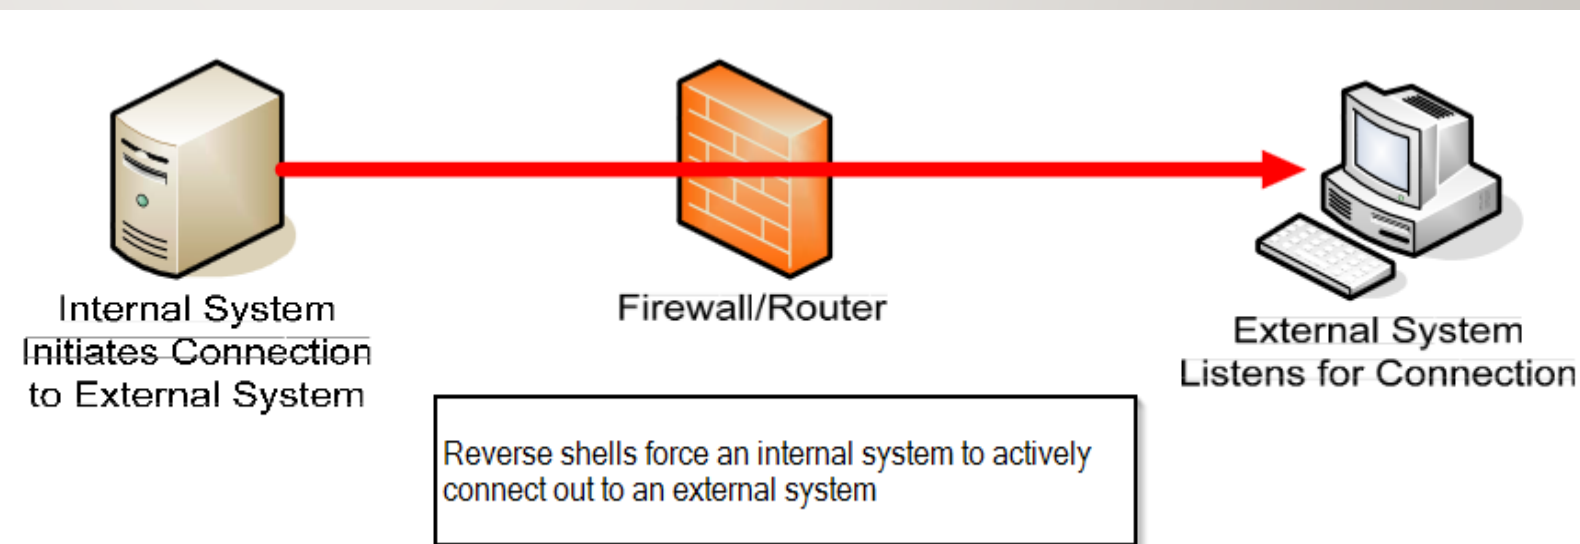 Internal System
Initiates Connection
to External System
Firewall/Router
External System
Listens for Connection
Reverse shells force an internal system to actively
connect out to an external system